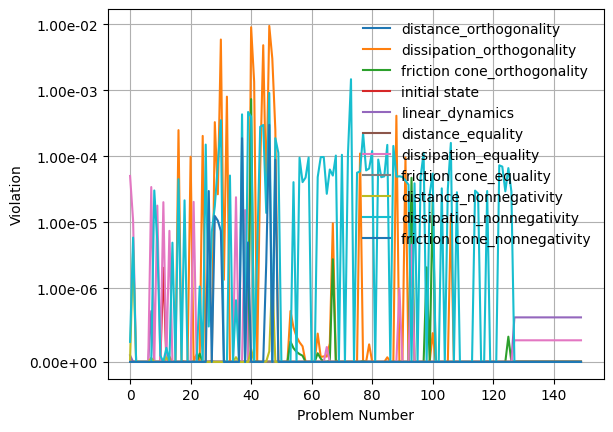 1.00e-02
1.00e-03
1.00e-04
1.00e-05
1.00e-06
0.00e+00
Violation
0 20 40 60 80 100 120 140
Problem Number
distance_orthogonality
dissipation_orthogonality
friction cone_orthogonality
initial state
linear_dynamics
distance_equality
dissipation_equality
friction cone_equality
distance_nonnegativity
dissipation_nonnegativity
friction cone_nonnegativity